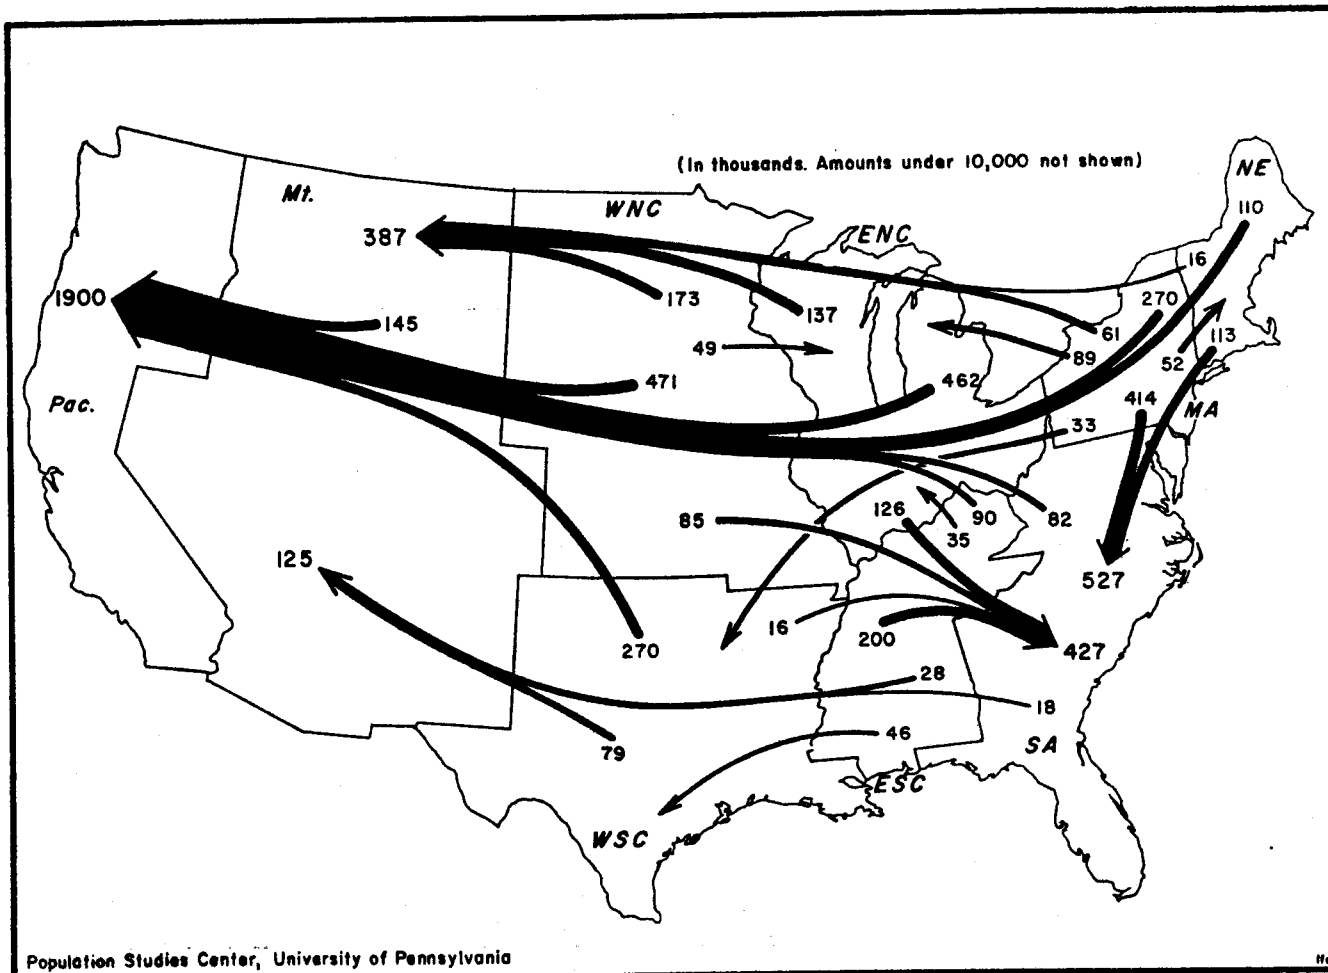 (In thousands. Amounts under 10,000 not shown)
NE
Mt.
WNC
110
387
ENC
16
1900
173
137
270
145
61
113
49
89
52
471
462
Pac.
414
MA
33
85
126
90
82
35
125
527
16
200
270
427
28
18
46
79
SA
ESC
WSC
Population Studies Center, University of Pennsylvania